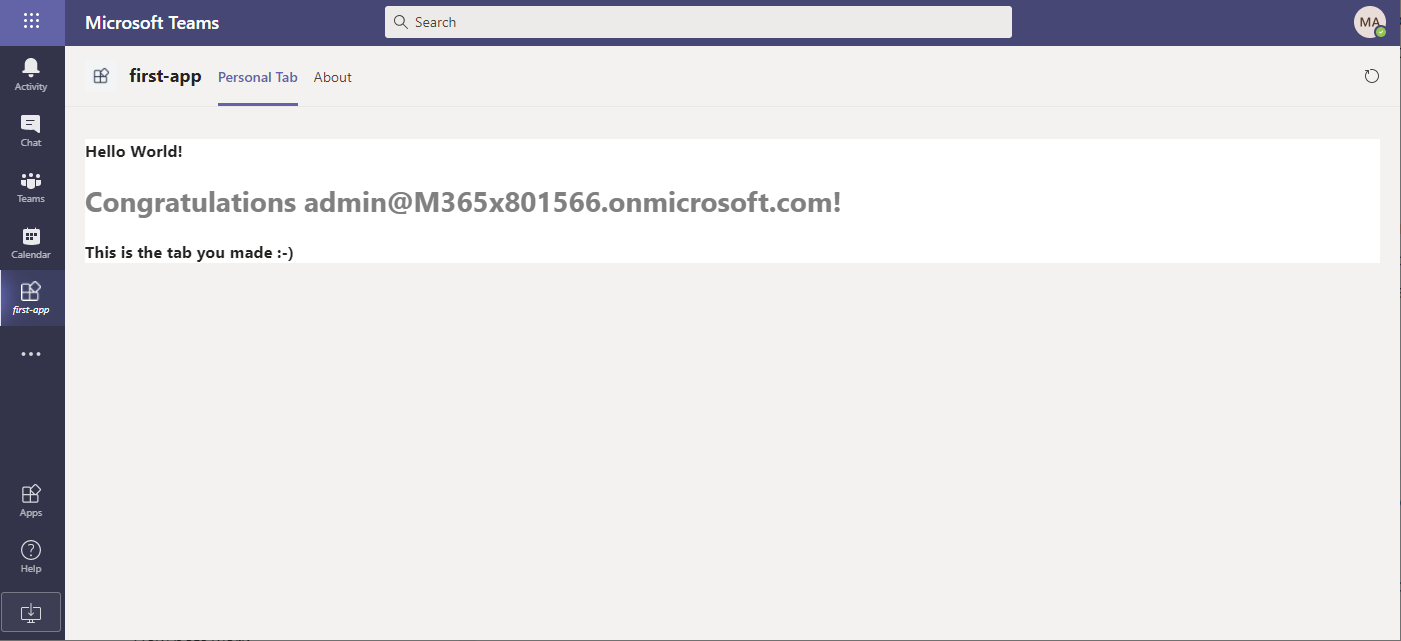 Microsoft Teams
Search
MA
Activity
Chat
Teams
Calendar
first-app
Apps
Help
first-app Personal Tab About
Hello World!
Congratulations admin@M365x801566.onmicrosoft.com!
This is the tab you made :-)